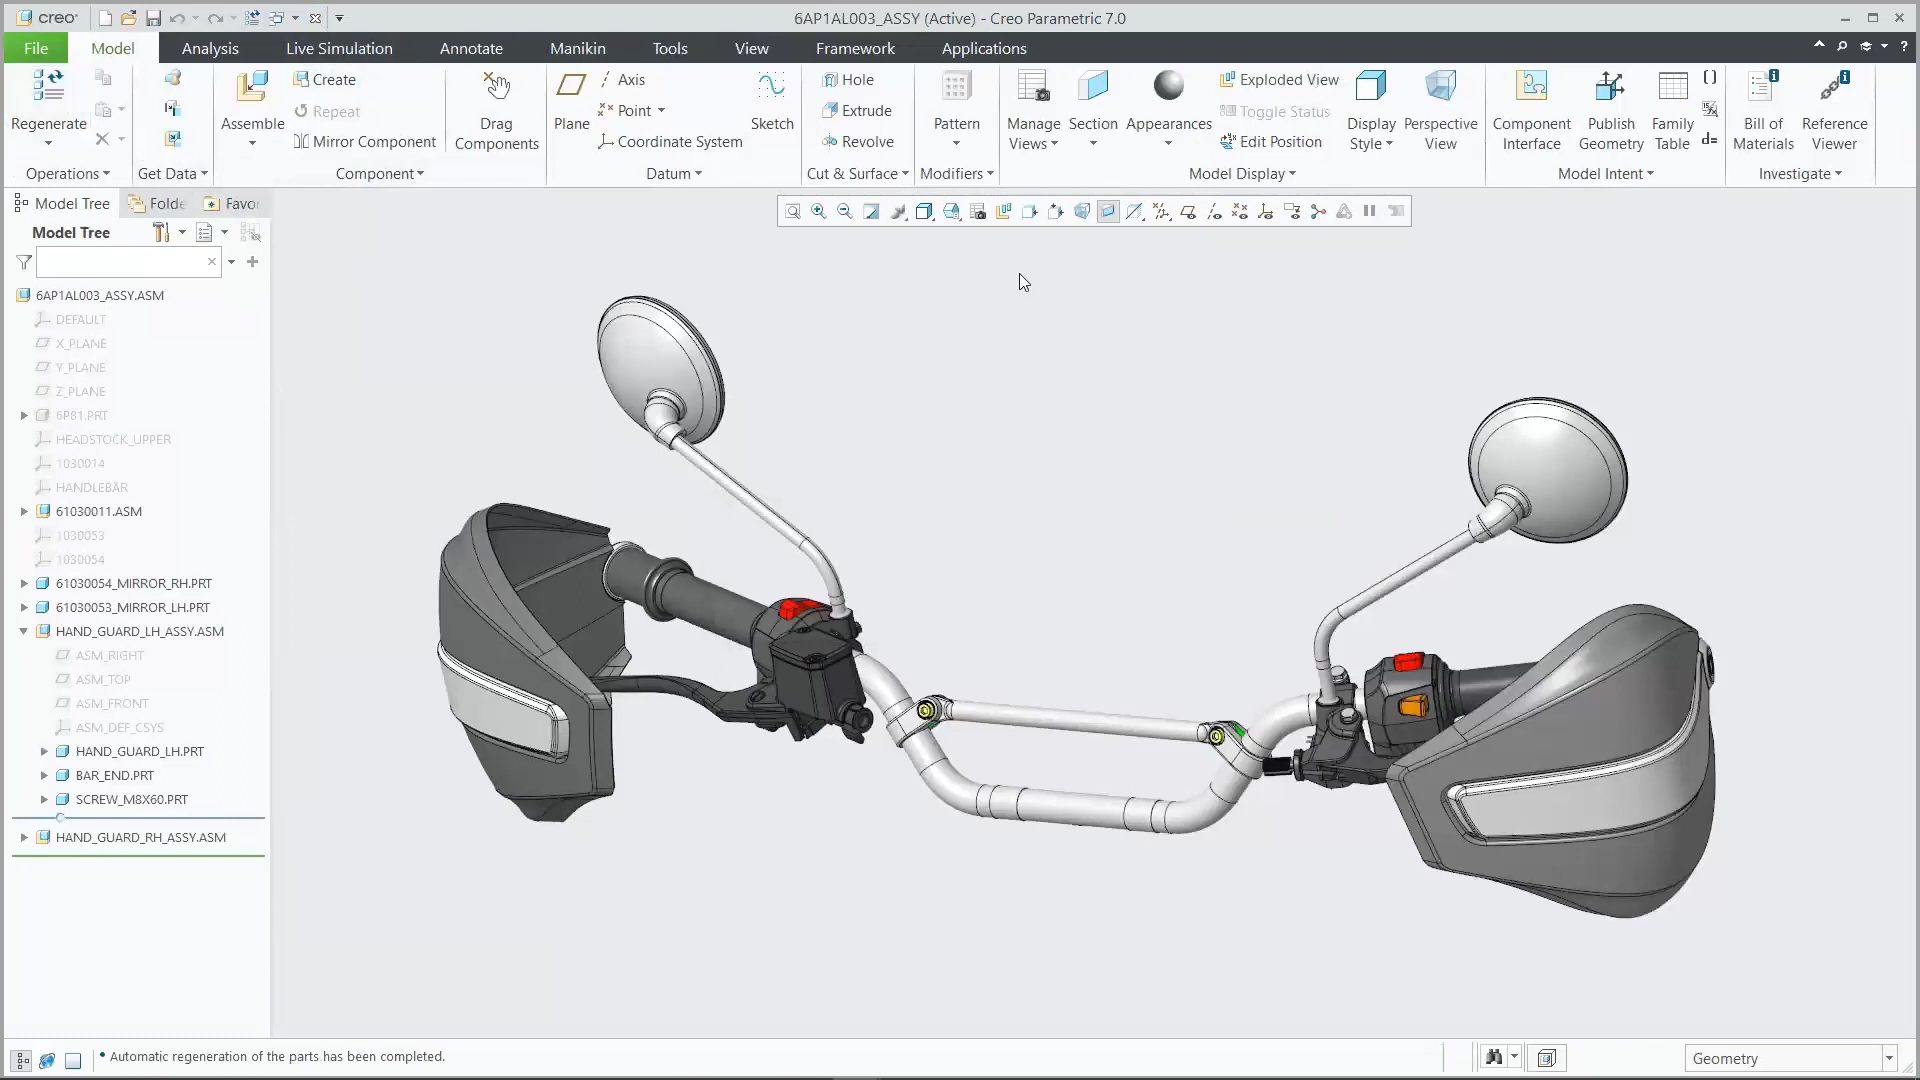 creo
6AP1AL003_ASSY (Active) - Creo Parametric 7.0
File Model Analysis Live Simulation Annotate Manikin Tools View Framework Applications
Regenerate
Operations
Get Data
Assemble
Create
Repeat
Mirror Component
Drag Components
Component
Plane
Axis
Point
Coordinate System
Sketch
Datum
Hole
Extrude
Revolve
Cut & Surface
Pattern
Modifiers
Manage Views
Section
Appearances
Exploded View
Toggle Status
Edit Position
Display Style
Perspective View
Model Display
Component Interface
Publish Geometry
Family Table
Model Intent
Bill of Materials
Reference Viewer
Investigate
Model Tree Folde Favo
Model Tree
6AP1AL003_ASSY.ASM
DEFAULT
X_PLANE
Y_PLANE
Z_PLANE
6P81.PRT
HEADSTOCK_UPPER
1030014
HANDLEBAR
61030011.ASM
1030053
1030054
61030054_MIRROR_RH.PRT
61030053_MIRROR_LH.PRT
HAND_GUARD_LH_ASSY.ASM
ASM_RIGHT
ASM_TOP
ASM_FRONT
ASM_DEF_CSYS
HAND_GUARD_LH.PRT
BAR_END.PRT
SCREW_M8X60.PRT
HAND_GUARD_RH_ASSY.ASM
• Automatic regeneration of the parts has been completed.
Geometry